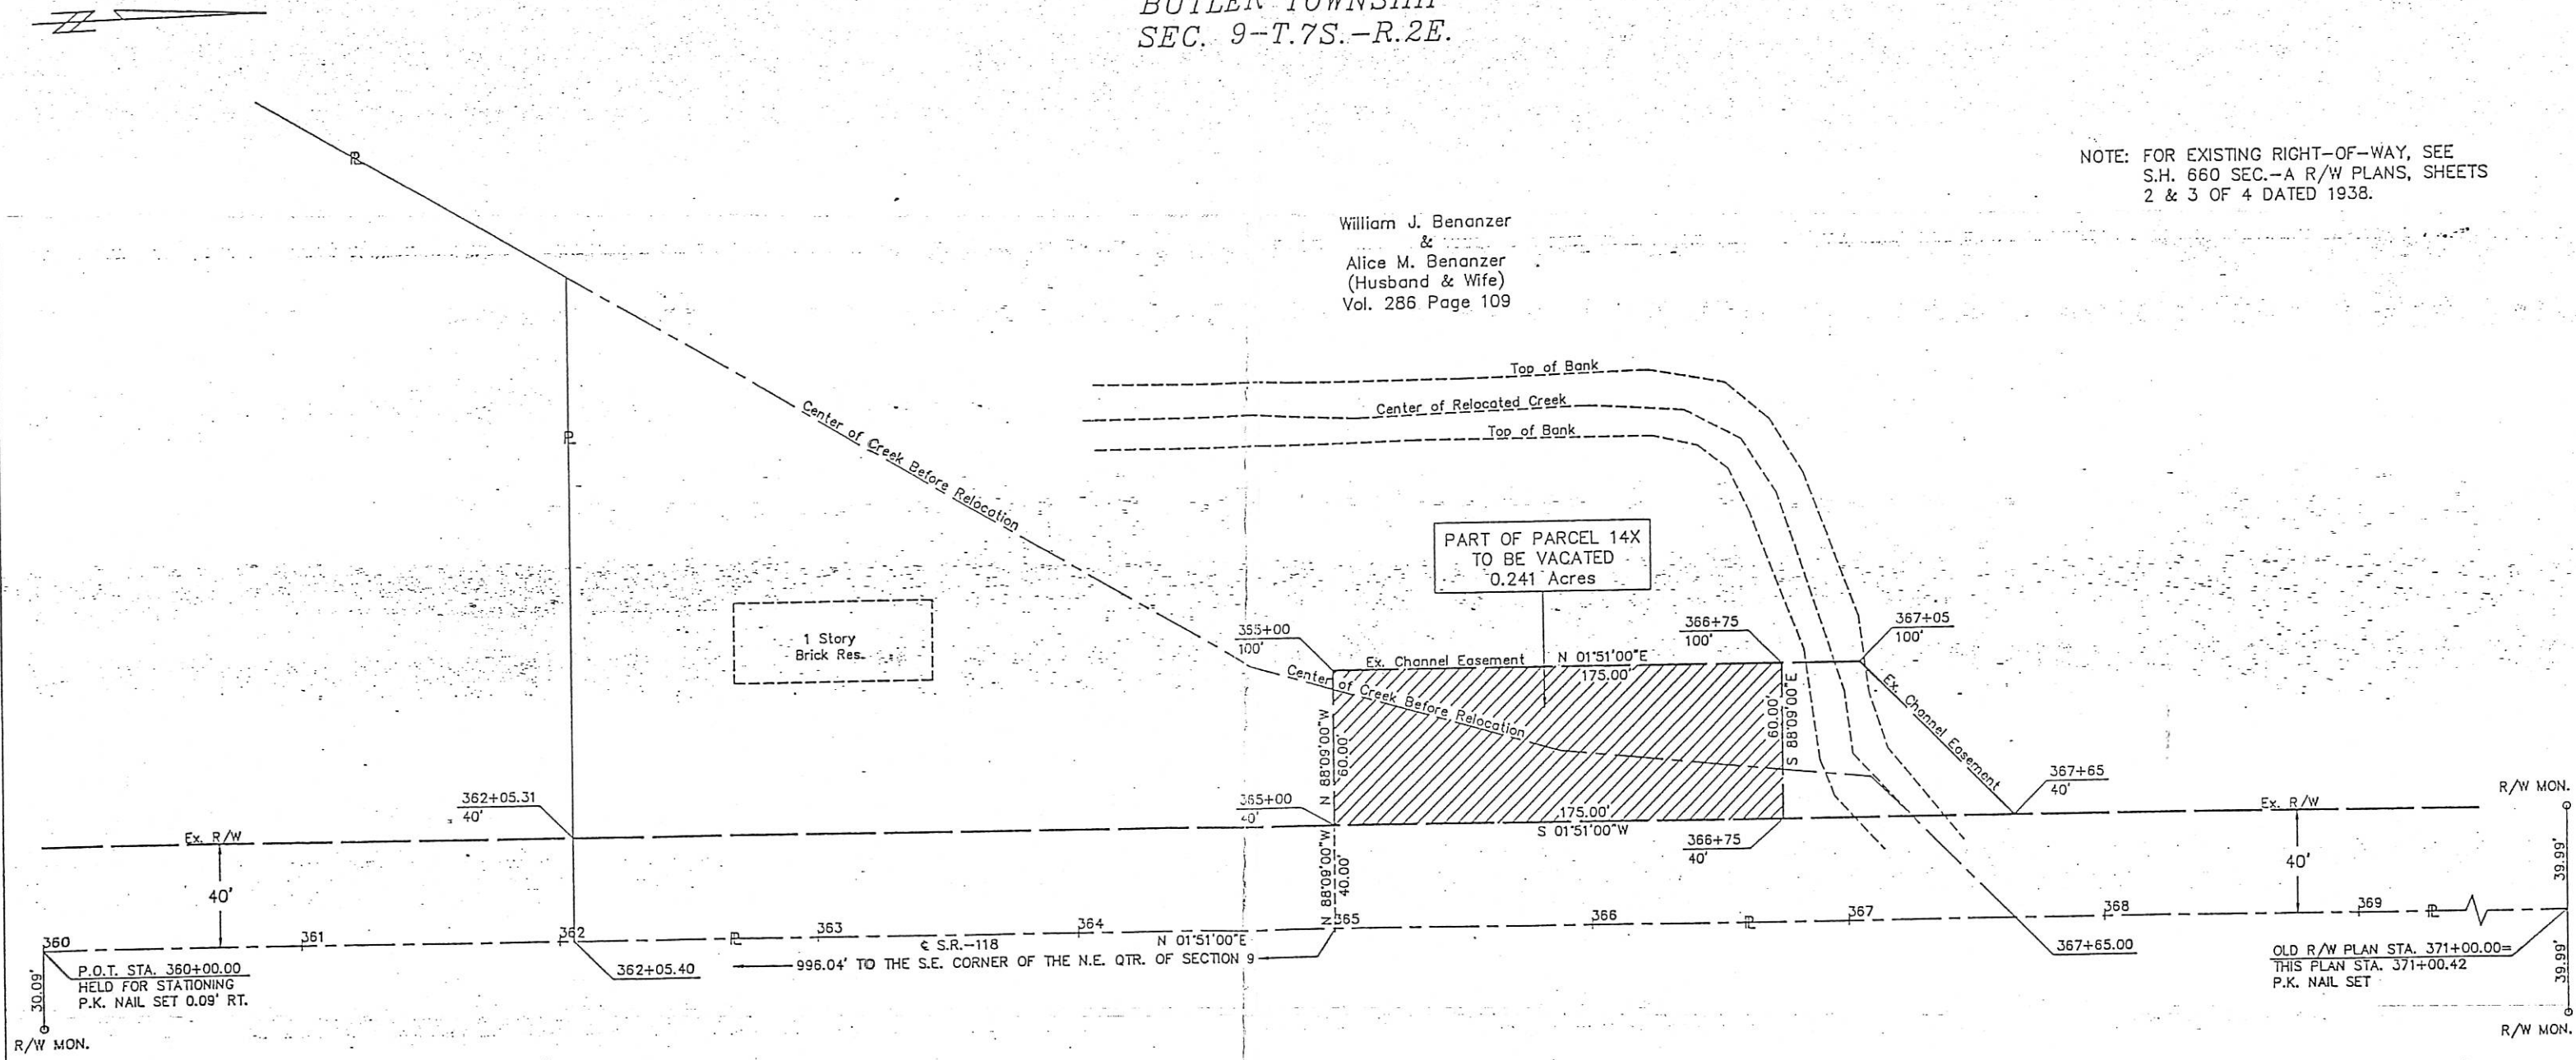 BUTLER TOWNSHIP
SEC. 9-T.7S.-R.2E.
NOTE: FOR EXISTING RIGHT-OF-WAY, SEE
S.H. 660 SEC.-A R/W PLANS, SHEETS
2 & 3 OF 4 DATED 1938.
William J. Benanzer
&
Alice M. Benanzer
(Husband & Wife)
Vol. 286 Page 109
PL
PL
Top of Bank
Center of Relocated Creek
Top of Bank
Center of Creek Before Relocation
PART OF PARCEL 14X
TO BE VACATED
0.241 Acres
1 Story
Brick Res.
355+00
100'
Ex. Channel Easement
N 01°51'00"E
175.00'
366+75
100'
367+05
100'
Center of Creek Before Relocation
N 88°09'00"W
60.00'
60.00'
S 88°09'00"E
Ex. Channel Easement
367+65
40'
362+05.31
40'
365+00
40'
175.00'
S 01°51'00"W
366+75
40'
Ex. R/W
Ex. R/W
R/W MON.
40'
40'
N 88°09'00"W
40.00'
39.99'
360
361
362
PL
363
364
365
366
PL
367
368
369
PL
℄ S.R.-118
N 01°51'00"E
996.04' TO THE S.E. CORNER OF THE N.E. QTR. OF SECTION 9
362+05.40
367+65.00
30.09'
P.O.T. STA. 360+00.00
HELD FOR STATIONING
P.K. NAIL SET 0.09' RT.
OLD R/W PLAN STA. 371+00.00=
THIS PLAN STA. 371+00.42
P.K. NAIL SET
39.99'
R/W MON.
R/W MON.